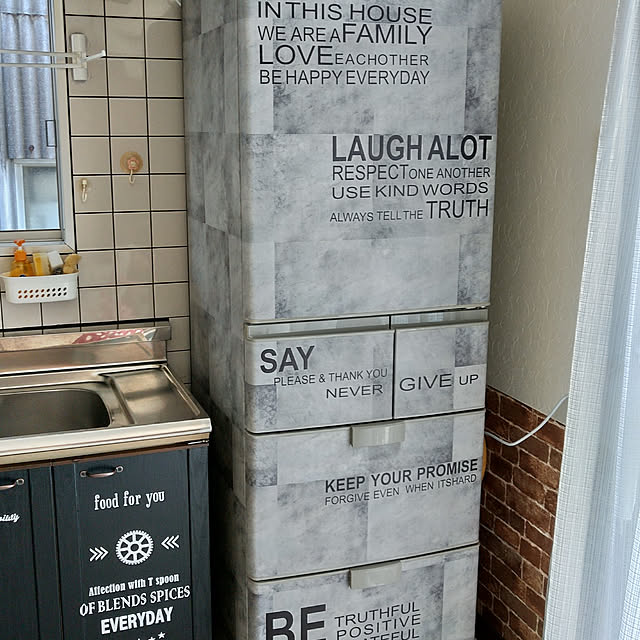 IN THIS HOUSE
WE ARE A FAMILY
LOVE EACHOTHER
BE HAPPY EVERYDAY
LAUGH ALOT
RESPECT ONE ANOTHER
USE KIND WORDS
ALWAYS TELL THE TRUTH
SAY
PLEASE & THANK YOU
NEVER
GIVE UP
KEEP YOUR PROMISE
FORGIVE EVEN WHEN ITSHARD
BE TRUTHFUL
POSITIVE
food for you
Affection with T spoon
OF BLENDS SPICES
EVERYDAY